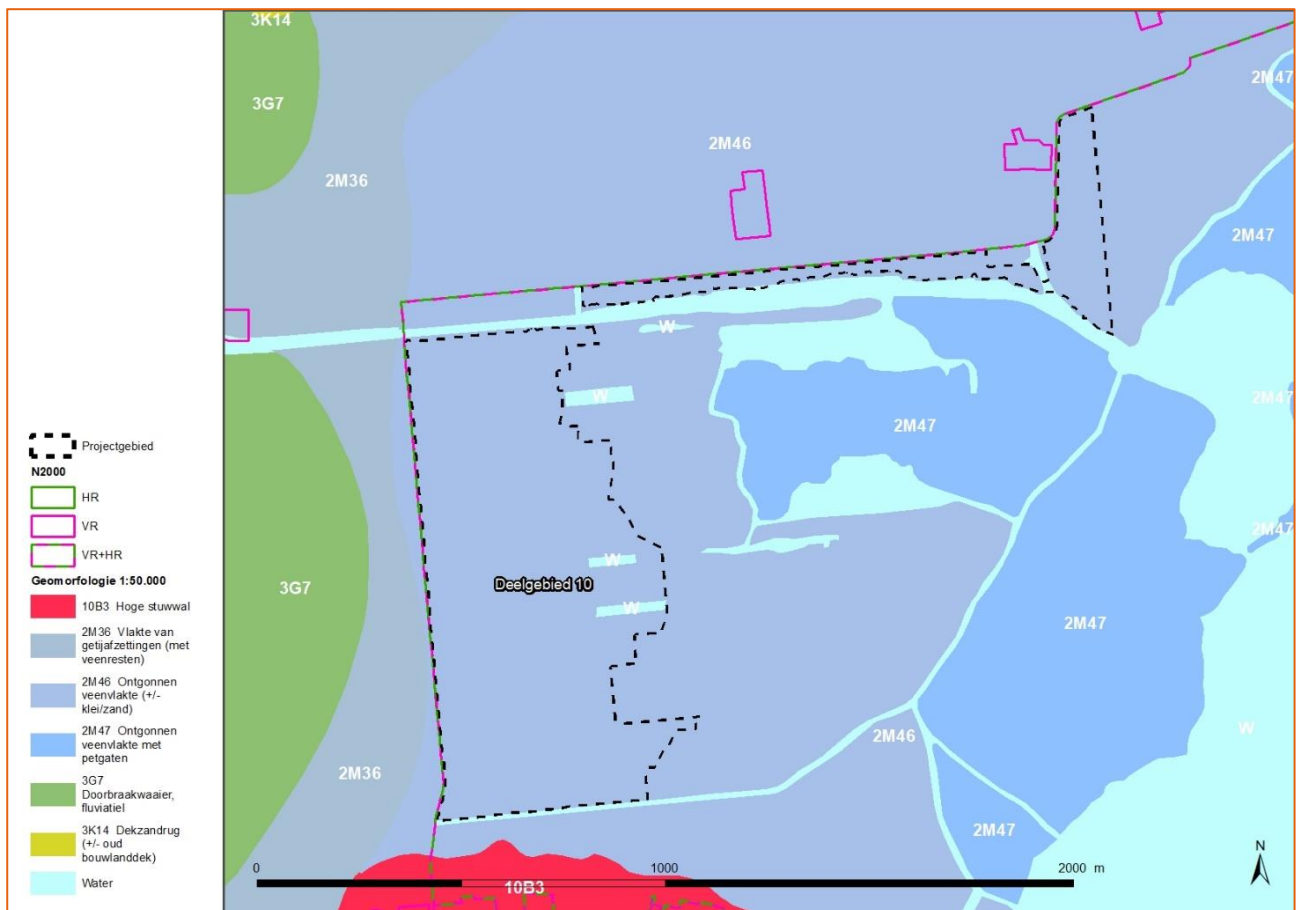 3K14
3G7
2M47
2M46
2M36
2M47
W
W
2M47
2M47
W
2M47
Deelgebied 10
3G7
W
2M47
W
2M46
2M36
2M47
N
0
1000
2000 m
10B3
Projectgebied
N2000
HR
VR
VR+HR
Geomorfologie 1:50.000
10B3 Hoge stuwwal
2M36 Vlakte van
getijafzettingen (met
veenresten)
2M46 Ontgonnen
veenvlakte (+/-
klei/zand)
2M47 Ontgonnen
veenvlakte met
petgaten
3G7
Doorbraakwaaier,
fluviatiel
3K14 Dekzandrug
(+/- oud
bouwlanddek)
Water